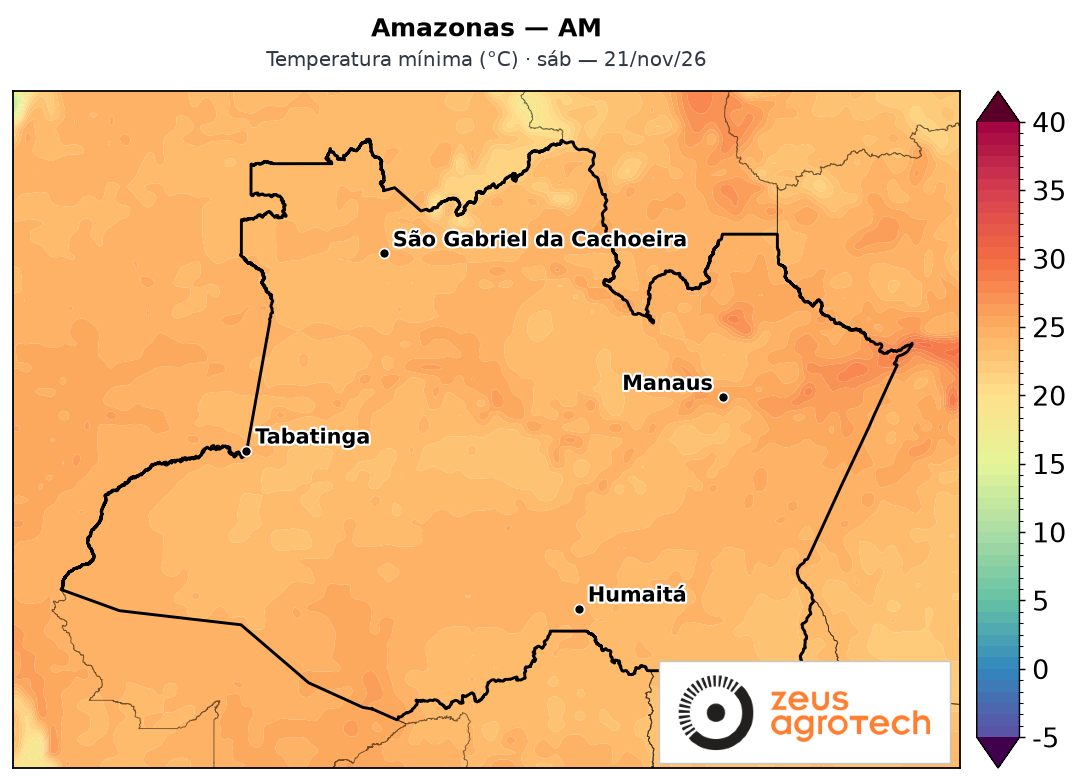 Amazonas — AM
Temperatura mínima (°C) · sáb — 21/nov/26
São Gabriel da Cachoeira
Manaus
Tabatinga
Humaitá
40
35
30
25
20
15
10
5
0
-5
zeus
agrotech